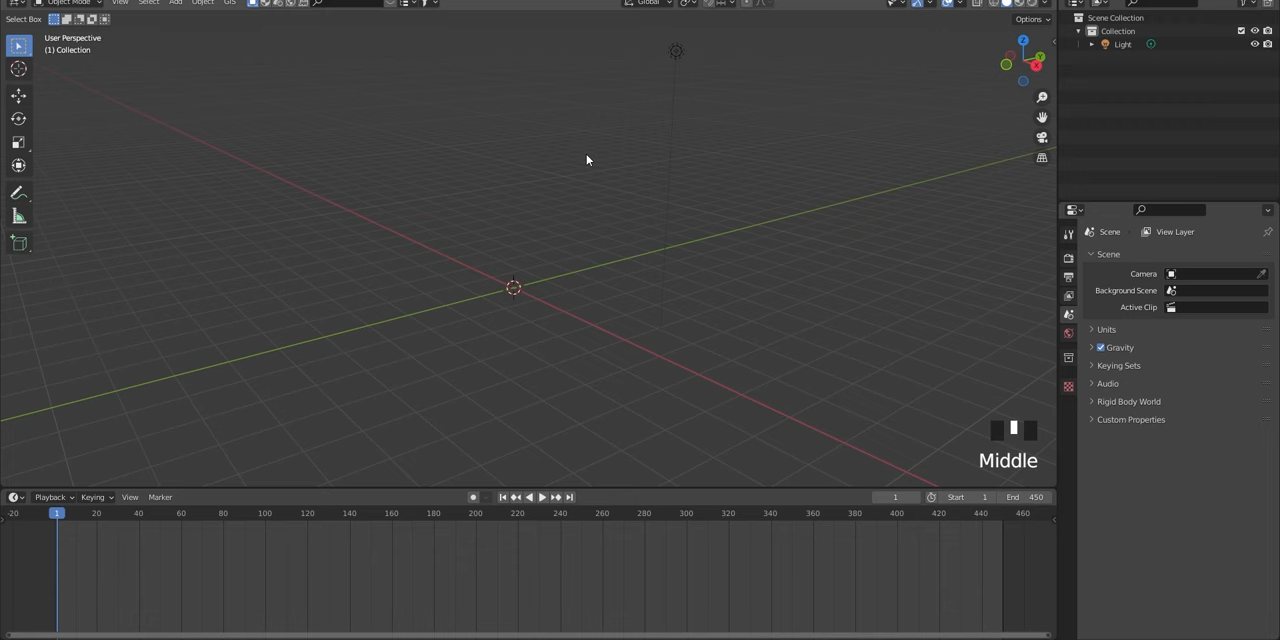 Object Mode View Select Add Object GIS Global
Select Box Options
User Perspective
(1) Collection
Z
Y
X
Middle
Scene Collection
Collection
Light
Scene View Layer
Scene
Camera
Background Scene
Active Clip
Units
Gravity
Keying Sets
Audio
Rigid Body World
Custom Properties
Playback Keying View Marker 1 Start 1 End 450
-20 1 20 40 60 80 100 120 140 160 180 200 220 240 260 280 300 320 340 360 380 400 420 440 460